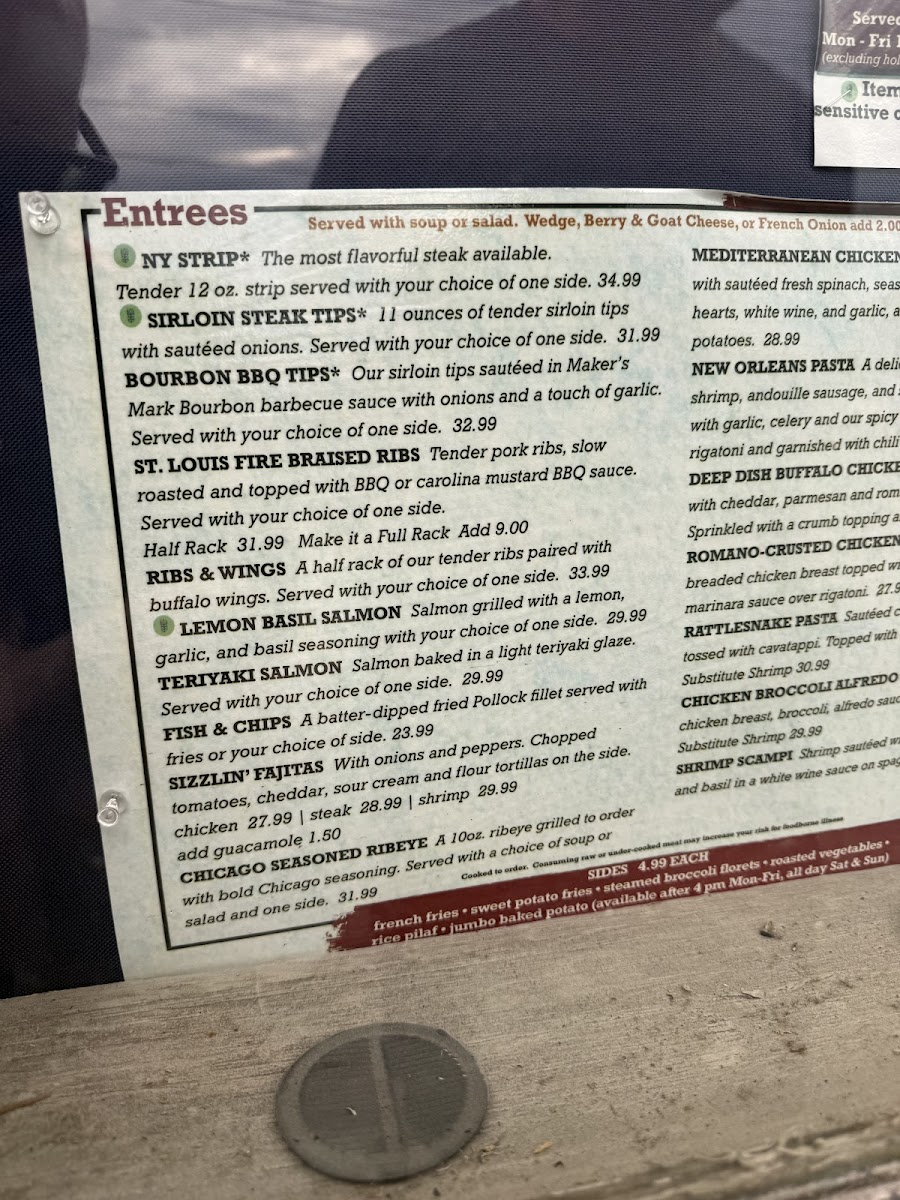 Served
Mon - Fri
(excluding hol
Item
sensitive
Entrees
Served with soup or salad. Wedge, Berry & Goat Cheese, or French Onion add 2.00
NY STRIP* The most flavorful steak available.
Tender 12 oz. strip served with your choice of one side. 34.99
SIRLOIN STEAK TIPS* 11 ounces of tender sirloin tips
with sautéed onions. Served with your choice of one side. 31.99
BOURBON BBQ TIPS* Our sirloin tips sautéed in Maker's
Mark Bourbon barbecue sauce with onions and a touch of garlic.
Served with your choice of one side. 32.99
ST. LOUIS FIRE BRAISED RIBS Tender pork ribs, slow
roasted and topped with BBQ or carolina mustard BBQ sauce.
Served with your choice of one side.
Half Rack 31.99 Make it a Full Rack Add 9.00
RIBS & WINGS A half rack of our tender ribs paired with
buffalo wings. Served with your choice of one side. 33.99
LEMON BASIL SALMON Salmon grilled with a lemon,
garlic, and basil seasoning with your choice of one side. 29.99
TERIYAKI SALMON Salmon baked in a light teriyaki glaze.
Served with your choice of one side. 29.99
FISH & CHIPS A batter-dipped fried Pollock fillet served with
fries or your choice of side. 23.99
SIZZLIN' FAJITAS With onions and peppers. Chopped
tomatoes, cheddar, sour cream and flour tortillas on the side.
chicken 27.99 | steak 28.99 | shrimp 29.99
add guacamole 1.50
CHICAGO SEASONED RIBEYE A 10oz. ribeye grilled to order
with bold Chicago seasoning. Served with a choice of soup or
salad and one side. 31.99
MEDITERRANEAN CHICKEN
with sautéed fresh spinach, seas
hearts, white wine, and garlic, a
potatoes. 28.99
NEW ORLEANS PASTA A deli
shrimp, andouille sausage, and
with garlic, celery and our spicy
rigatoni and garnished with chili
DEEP DISH BUFFALO CHICKE
with cheddar, parmesan and rom
Sprinkled with a crumb topping a
ROMANO-CRUSTED CHICKEN
breaded chicken breast topped wi
marinara sauce over rigatoni. 27.9
RATTLESNAKE PASTA Sautéed c
tossed with cavatappi. Topped with
Substitute Shrimp 30.99
CHICKEN BROCCOLI ALFREDO
chicken breast, broccoli, alfredo sauc
Substitute Shrimp 29.99
SHRIMP SCAMPI Shrimp sautéed w
and basil in a white wine sauce on spag
Cooked to order. Consuming raw or under-cooked meat may increase your risk for foodborne illness
SIDES 4.99 EACH
french fries • sweet potato fries • steamed broccoli florets • roasted vegetables •
rice pilaf • jumbo baked potato (available after 4 pm Mon-Fri, all day Sat & Sun)